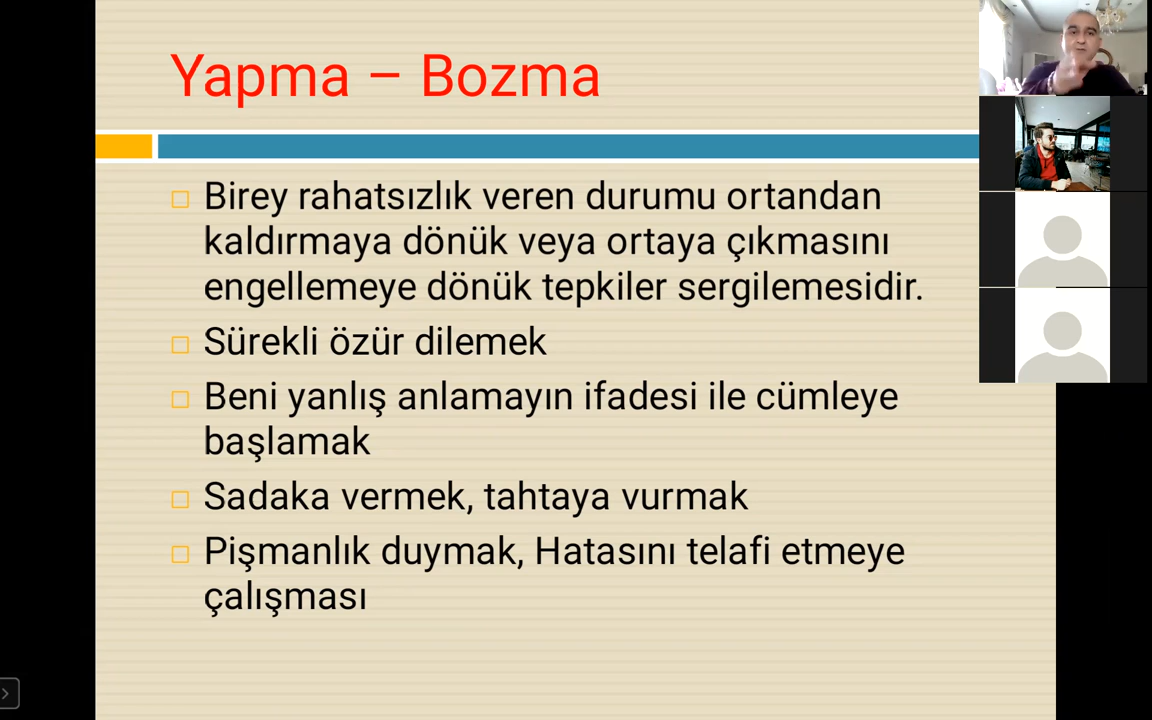 Yapma – Bozma
Birey rahatsızlık veren durumu ortandan
kaldırmaya dönük veya ortaya çıkmasını
engellemeye dönük tepkiler sergilemesidir.
Sürekli özür dilemek
Beni yanlış anlamayın ifadesi ile cümleye
başlamak
Sadaka vermek, tahtaya vurmak
Pişmanlık duymak, Hatasını telafi etmeye
çalışması